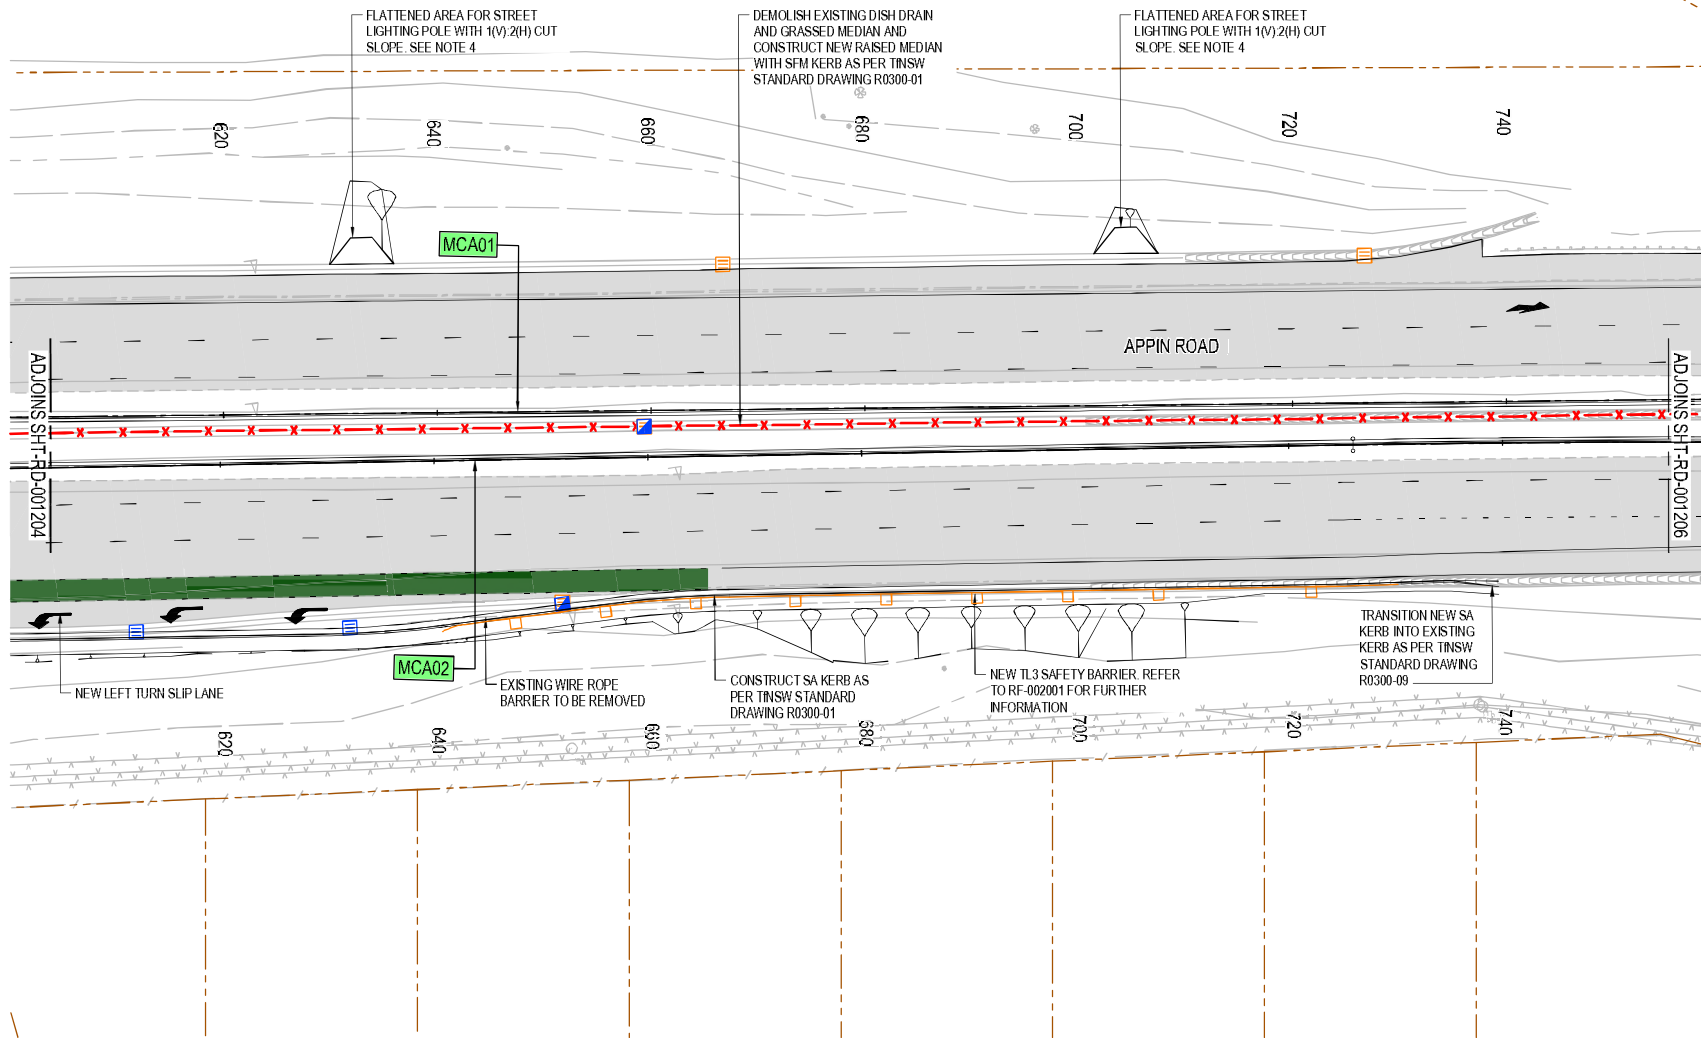 FLATTENED AREA FOR STREET
LIGHTING POLE WITH 1(V):2(H) CUT
SLOPE. SEE NOTE 4
DEMOLISH EXISTING DISH DRAIN
AND GRASSED MEDIAN AND
CONSTRUCT NEW RAISED MEDIAN
WITH SFM KERB AS PER TfNSW
STANDARD DRAWING R0300-01
FLATTENED AREA FOR STREET
LIGHTING POLE WITH 1(V):2(H) CUT
SLOPE. SEE NOTE 4
620
640
660
680
700
720
740
MCA01
APPIN ROAD
ADJOINS SHT-RD-001204
ADJOINS SHT-RD-001206
MCA02
NEW LEFT TURN SLIP LANE
EXISTING WIRE ROPE
BARRIER TO BE REMOVED
CONSTRUCT SA KERB AS
PER TfNSW STANDARD
DRAWING R0300-01
NEW TL3 SAFETY BARRIER. REFER
TO RF-002001 FOR FURTHER
INFORMATION
TRANSITION NEW SA
KERB INTO EXISTING
KERB AS PER TfNSW
STANDARD DRAWING
R0300-09
620
640
660
680
700
720
740